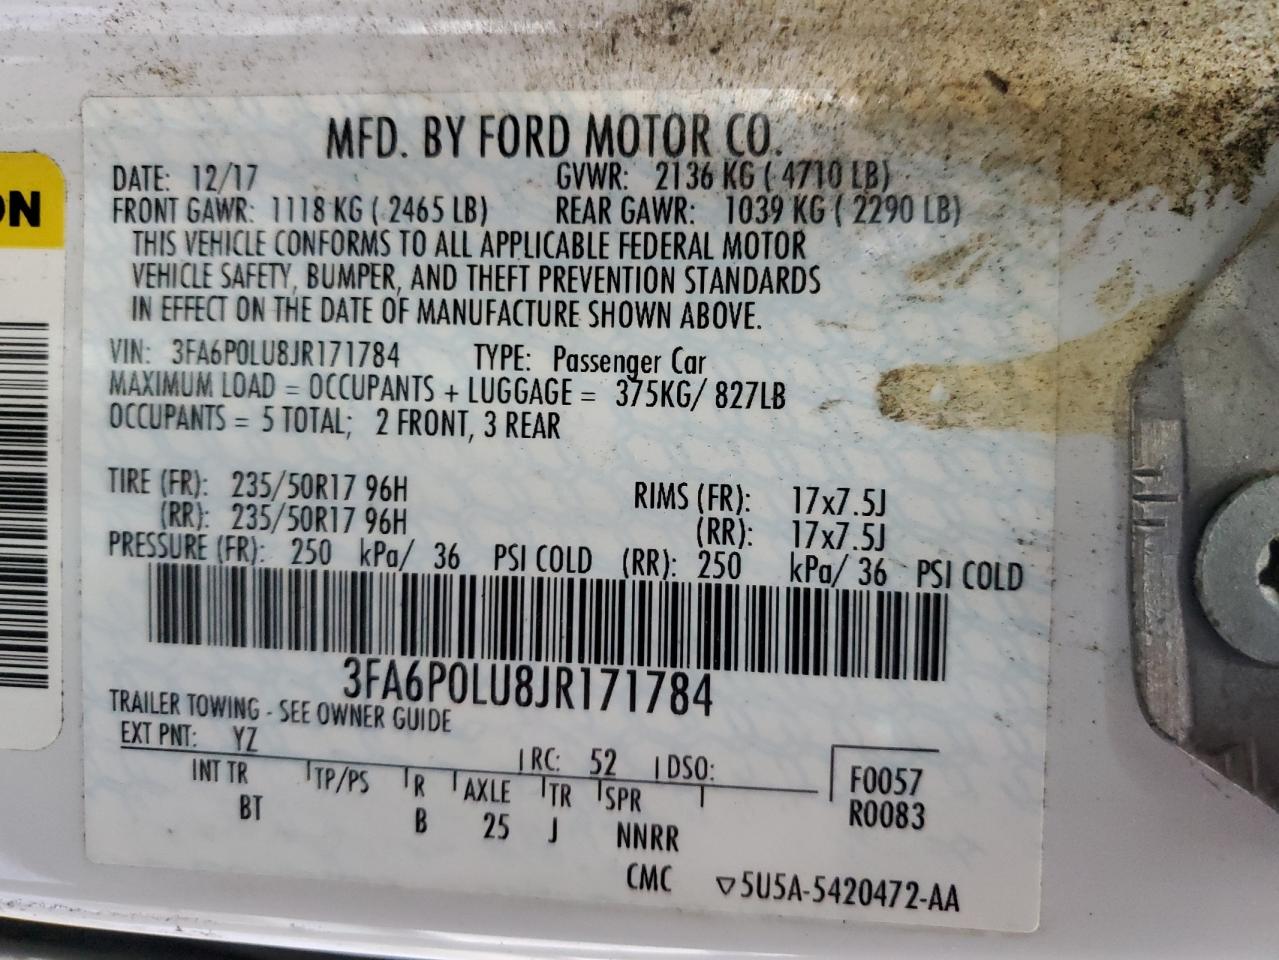 MFD. BY FORD MOTOR CO.
DATE: 12/17 GVWR: 2136 KG ( 4710 LB)
FRONT GAWR: 1118 KG ( 2465 LB) REAR GAWR: 1039 KG ( 2290 LB)
THIS VEHICLE CONFORMS TO ALL APPLICABLE FEDERAL MOTOR
VEHICLE SAFETY, BUMPER, AND THEFT PREVENTION STANDARDS
IN EFFECT ON THE DATE OF MANUFACTURE SHOWN ABOVE.
VIN: 3FA6P0LU8JR171784 TYPE: Passenger Car
MAXIMUM LOAD = OCCUPANTS + LUGGAGE = 375KG/ 827LB
OCCUPANTS = 5 TOTAL; 2 FRONT, 3 REAR
TIRE (FR): 235/50R17 96H RIMS (FR): 17x7.5J
(RR): 235/50R17 96H (RR): 17x7.5J
PRESSURE (FR): 250 kPa/ 36 PSI COLD (RR): 250 kPa/ 36 PSI COLD
3FA6P0LU8JR171784
TRAILER TOWING - SEE OWNER GUIDE
EXT PNT: YZ RC: 52 DSO:
INT TR TP/PS R AXLE TR SPR F0057
BT B 25 J NNRR R0083
CMC ▽5U5A-5420472-AA
ON